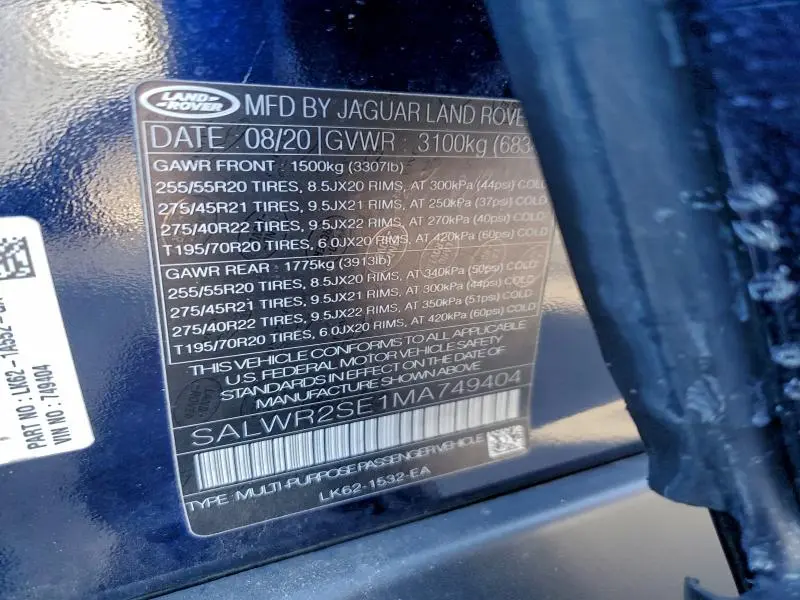 LAND ROVER
MFD BY JAGUAR LAND ROVE
DATE 08/20 GVWR : 3100kg (683
GAWR FRONT : 1500kg (3307lb)
255/55R20 TIRES, 8.5JX20 RIMS, AT 300kPa (44psi) COLD
275/45R21 TIRES, 9.5JX21 RIMS, AT 250kPa (37psi) COLD
275/40R22 TIRES, 9.5JX22 RIMS, AT 270kPa (40psi) COLD
T195/70R20 TIRES, 6.0JX20 RIMS, AT 420kPa (60psi) COLD
GAWR REAR : 1775kg (3913lb)
255/55R20 TIRES, 8.5JX20 RIMS, AT 340kPa (50psi) COLD
275/45R21 TIRES, 9.5JX21 RIMS, AT 300kPa (44psi) COLD
275/40R22 TIRES, 9.5JX22 RIMS, AT 350kPa (51psi) COLD
T195/70R20 TIRES, 6.0JX20 RIMS, AT 420kPa (60psi) COLD
THIS VEHICLE CONFORMS TO ALL APPLICABLE
U.S. FEDERAL MOTOR VEHICLE SAFETY
STANDARDS IN EFFECT ON THE DATE OF
MANUFACTURE SHOWN ABOVE
SALWR2SE1MA749404
TYPE : MULTI-PURPOSE PASSENGER VEHICLE
LK62-1532-EA
PART NO : LK62-
VIN NO : 749404